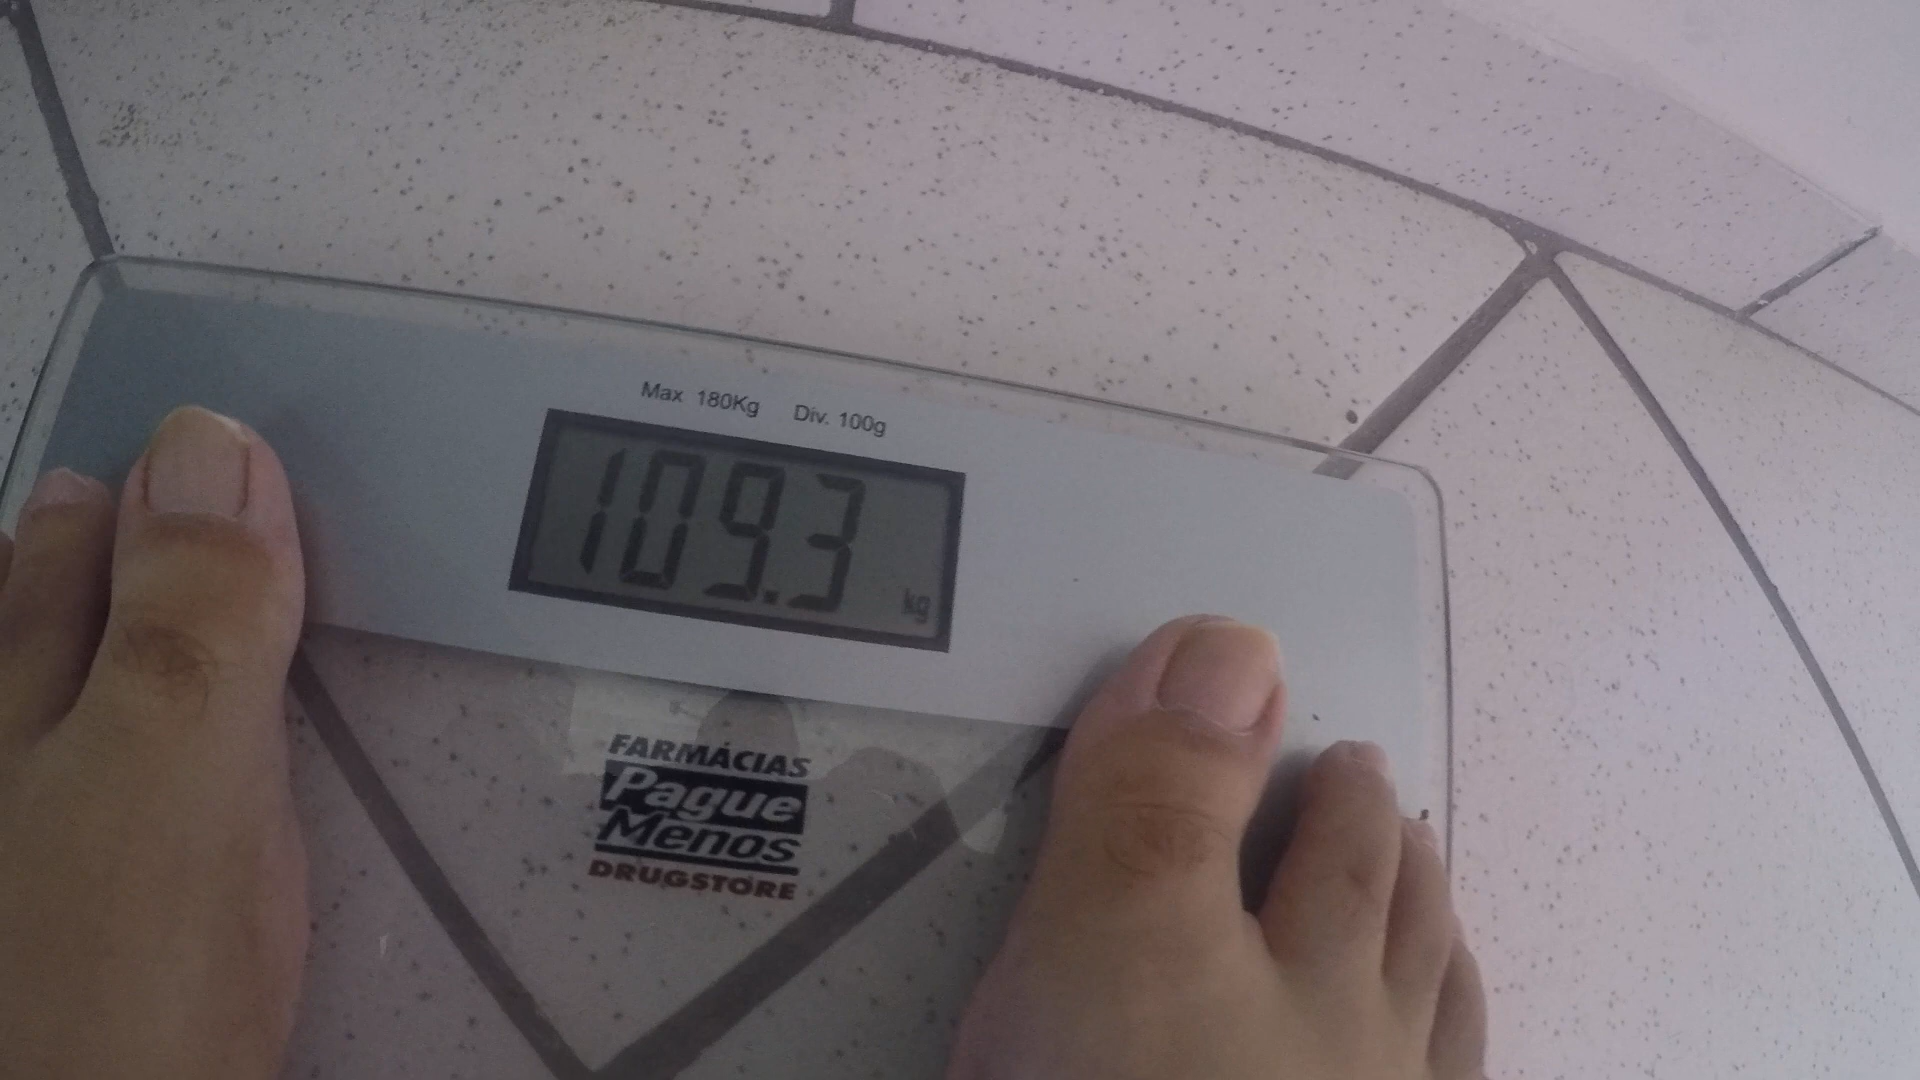 Max 180Kg Div. 100g
109.3 kg
FARMÁCIAS
Pague
Menos
DRUGSTORE